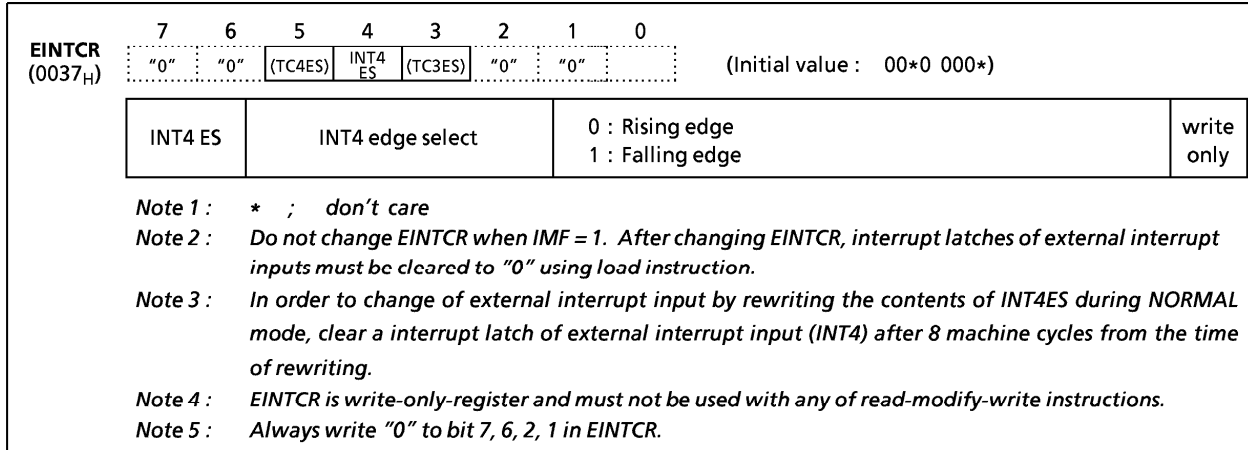 7 6 5 4 3 2 1 0
EINTCR
(0037H)
"0" "0" (TC4ES) INT4 ES (TC3ES) "0" "0"
(Initial value : 00*0 000*)
INT4 ES
INT4 edge select
0 : Rising edge
1 : Falling edge
write
only
Note 1 : * ; don't care
Note 2 : Do not change EINTCR when IMF = 1. After changing EINTCR, interrupt latches of external interrupt
inputs must be cleared to "0" using load instruction.
Note 3 : In order to change of external interrupt input by rewriting the contents of INT4ES during NORMAL
mode, clear a interrupt latch of external interrupt input (INT4) after 8 machine cycles from the time
of rewriting.
Note 4 : EINTCR is write-only-register and must not be used with any of read-modify-write instructions.
Note 5 : Always write "0" to bit 7, 6, 2, 1 in EINTCR.